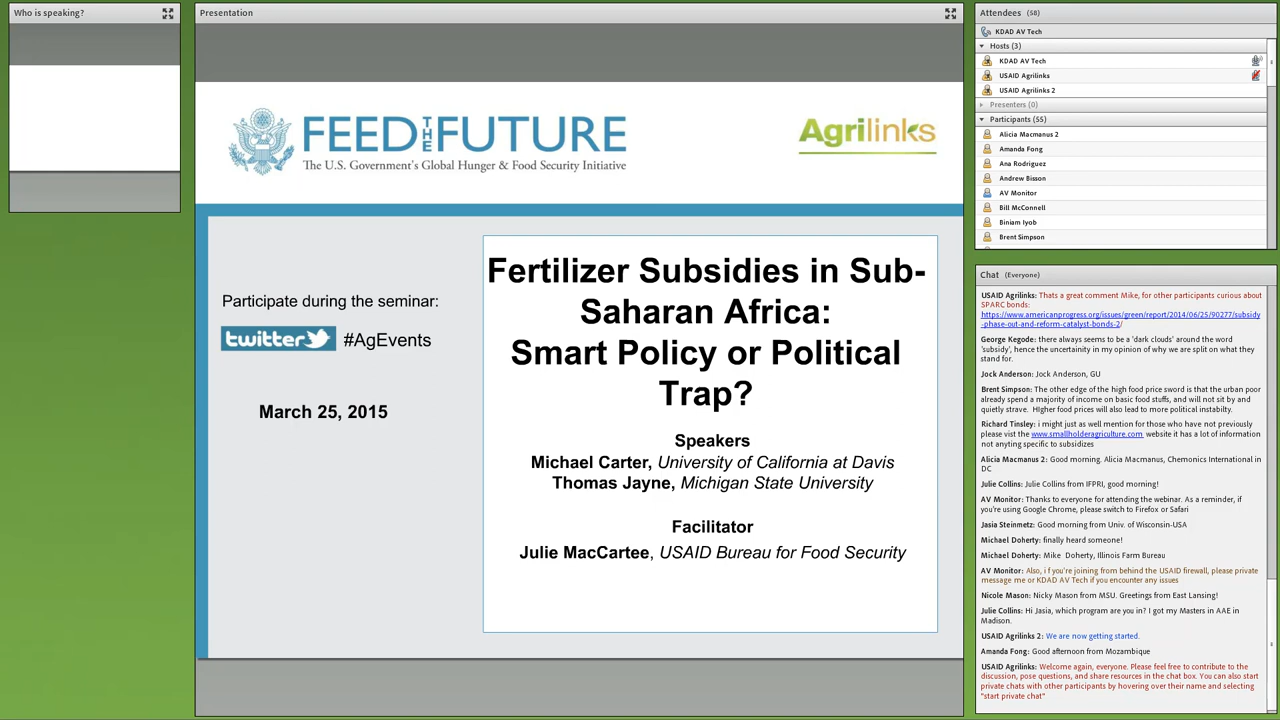 Who is speaking?
Presentation
FEED THE FUTURE
The U.S. Government's Global Hunger & Food Security Initiative
Agrilinks
Participate during the seminar:
twitter #AgEvents
March 25, 2015
Fertilizer Subsidies in Sub-
Saharan Africa:
Smart Policy or Political
Trap?
Speakers
Michael Carter, University of California at Davis
Thomas Jayne, Michigan State University
Facilitator
Julie MacCartee, USAID Bureau for Food Security
Attendees (58)
KDAD AV Tech
Hosts (3)
KDAD AV Tech
USAID Agrilinks
USAID Agrilinks 2
Presenters (0)
Participants (55)
Alicia Macmanus 2
Amanda Fong
Ana Rodriguez
Andrew Bisson
AV Monitor
Bill McConnell
Biniam Iyob
Brent Simpson
Chat (Everyone)
USAID Agrilinks: Thats a great comment Mike, for other participants curious about
SPARC bonds:
https://www.americanprogress.org/issues/green/report/2014/06/25/90277/subsidy
-phase-out-and-reform-catalyst-bonds-2/
George Kegode: there always seems to be a 'dark clouds' around the word
'subsidy', hence the uncertainty in my opinion of why we are split on what they
stand for.
Jock Anderson: Jock Anderson, GU
Brent Simpson: The other edge of the high food price sword is that the urban poor
already spend a majority of income on basic food stuffs, and will not sit by and
quietly strave. HIgher food prices will also lead to more political instabilty.
Richard Tinsley: i might just as well mention for those who have not previously
please vist the www.smallholderagriculture.com website it has a lot of information
not anyting specific to subsidizes
Alicia Macmanus 2: Good morning. Alicia Macmanus, Chemonics International in
DC
Julie Collins: Julie Collins from IFPRI, good morning!
AV Monitor: Thanks to everyone for attending the webinar. As a reminder, if
you're using Google Chrome, please switch to Firefox or Safari
Jasia Steinmetz: Good morning from Univ. of Wisconsin-USA
Michael Doherty: finally heard someone!
Michael Doherty: Mike Doherty, Illinois Farm Bureau
AV Monitor: Also, i f you're joining from behind the USAID firewall, please private
message me or KDAD AV Tech if you encounter any issues
Nicole Mason: Nicky Mason from MSU. Greetings from East Lansing!
Julie Collins: Hi Jasia, which program are you in? I got my Masters in AAE in
Madison.
USAID Agrilinks 2: We are now getting started.
Amanda Fong: Good afternoon from Mozambique
USAID Agrilinks: Welcome again, everyone. Please feel free to contribute to the
discussion, pose questions, and share resources in the chat box. You can also start
private chats with other participants by hovering over their name and selecting
"start private chat"